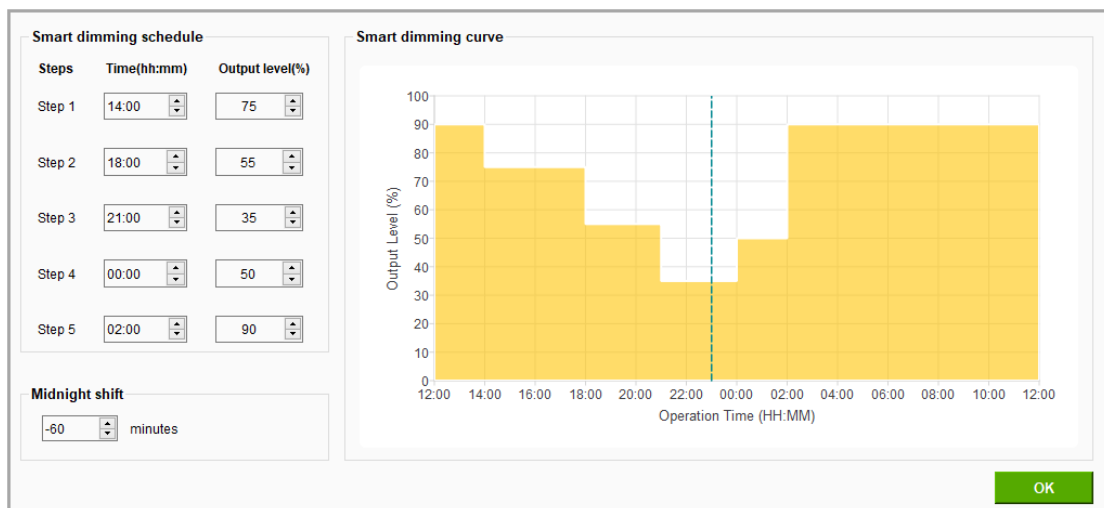 Smart dimming schedule
Steps Time(hh:mm) Output level(%)
Step 1 14:00 75
Step 2 18:00 55
Step 3 21:00 35
Step 4 00:00 50
Step 5 02:00 90
Midnight shift
-60 minutes
Smart dimming curve
Output Level (%)
100
90
80
70
60
50
40
30
20
10
0
12:00 14:00 16:00 18:00 20:00 22:00 00:00 02:00 04:00 06:00 08:00 10:00 12:00
Operation Time (HH:MM)
OK